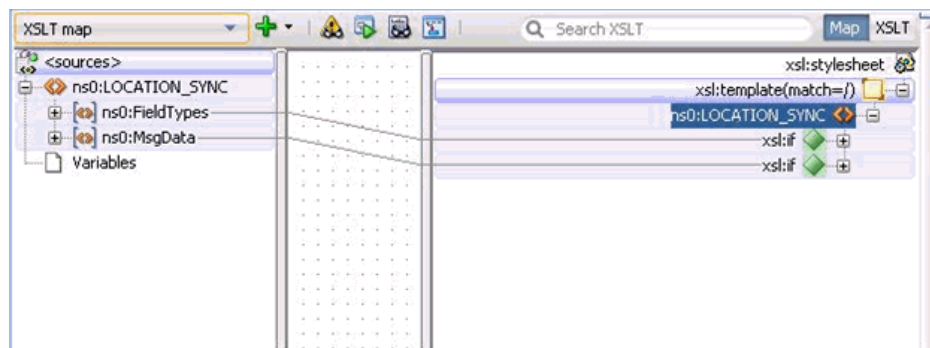 XSLT map
Search XSLT
Map XSLT
<sources>
xsl:stylesheet
ns0:LOCATION_SYNC
xsl:template(match=/)
ns0:FieldTypes
ns0:LOCATION_SYNC
ns0:MsgData
xsl:if
Variables
xsl:if